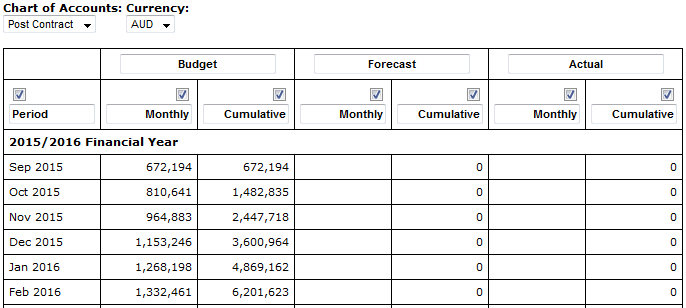 Chart of Accounts: Currency:
Post Contract AUD
Budget Forecast Actual
Period Monthly Cumulative Monthly Cumulative Monthly Cumulative
2015/2016 Financial Year
Sep 2015 672,194 672,194 0 0
Oct 2015 810,641 1,482,835 0 0
Nov 2015 964,883 2,447,718 0 0
Dec 2015 1,153,246 3,600,964 0 0
Jan 2016 1,268,198 4,869,162 0 0
Feb 2016 1,332,461 6,201,623 0 0